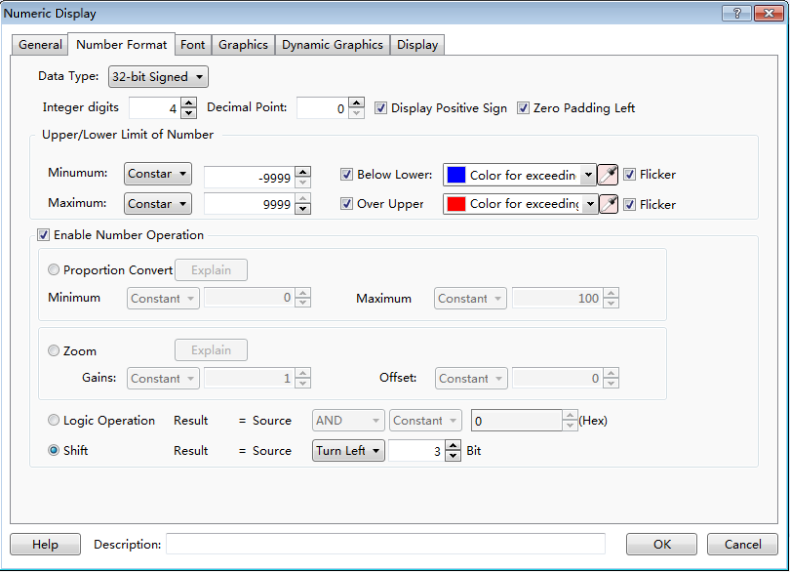 Numeric Display
General Number Format Font Graphics Dynamic Graphics Display
Data Type: 32-bit Signed
Integer digits 4 Decimal Point: 0 Display Positive Sign Zero Padding Left
Upper/Lower Limit of Number
Minumum: Constar -9999 Below Lower: Color for exceedin Flicker
Maximum: Constar 9999 Over Upper Color for exceeding Flicker
Enable Number Operation
Proportion Convert Explain
Minimum Constant 0 Maximum Constant 100
Zoom Explain
Gains: Constant 1 Offset: Constant 0
Logic Operation Result = Source AND Constant 0 (Hex)
Shift Result = Source Turn Left 3 Bit
Help Description: OK Cancel